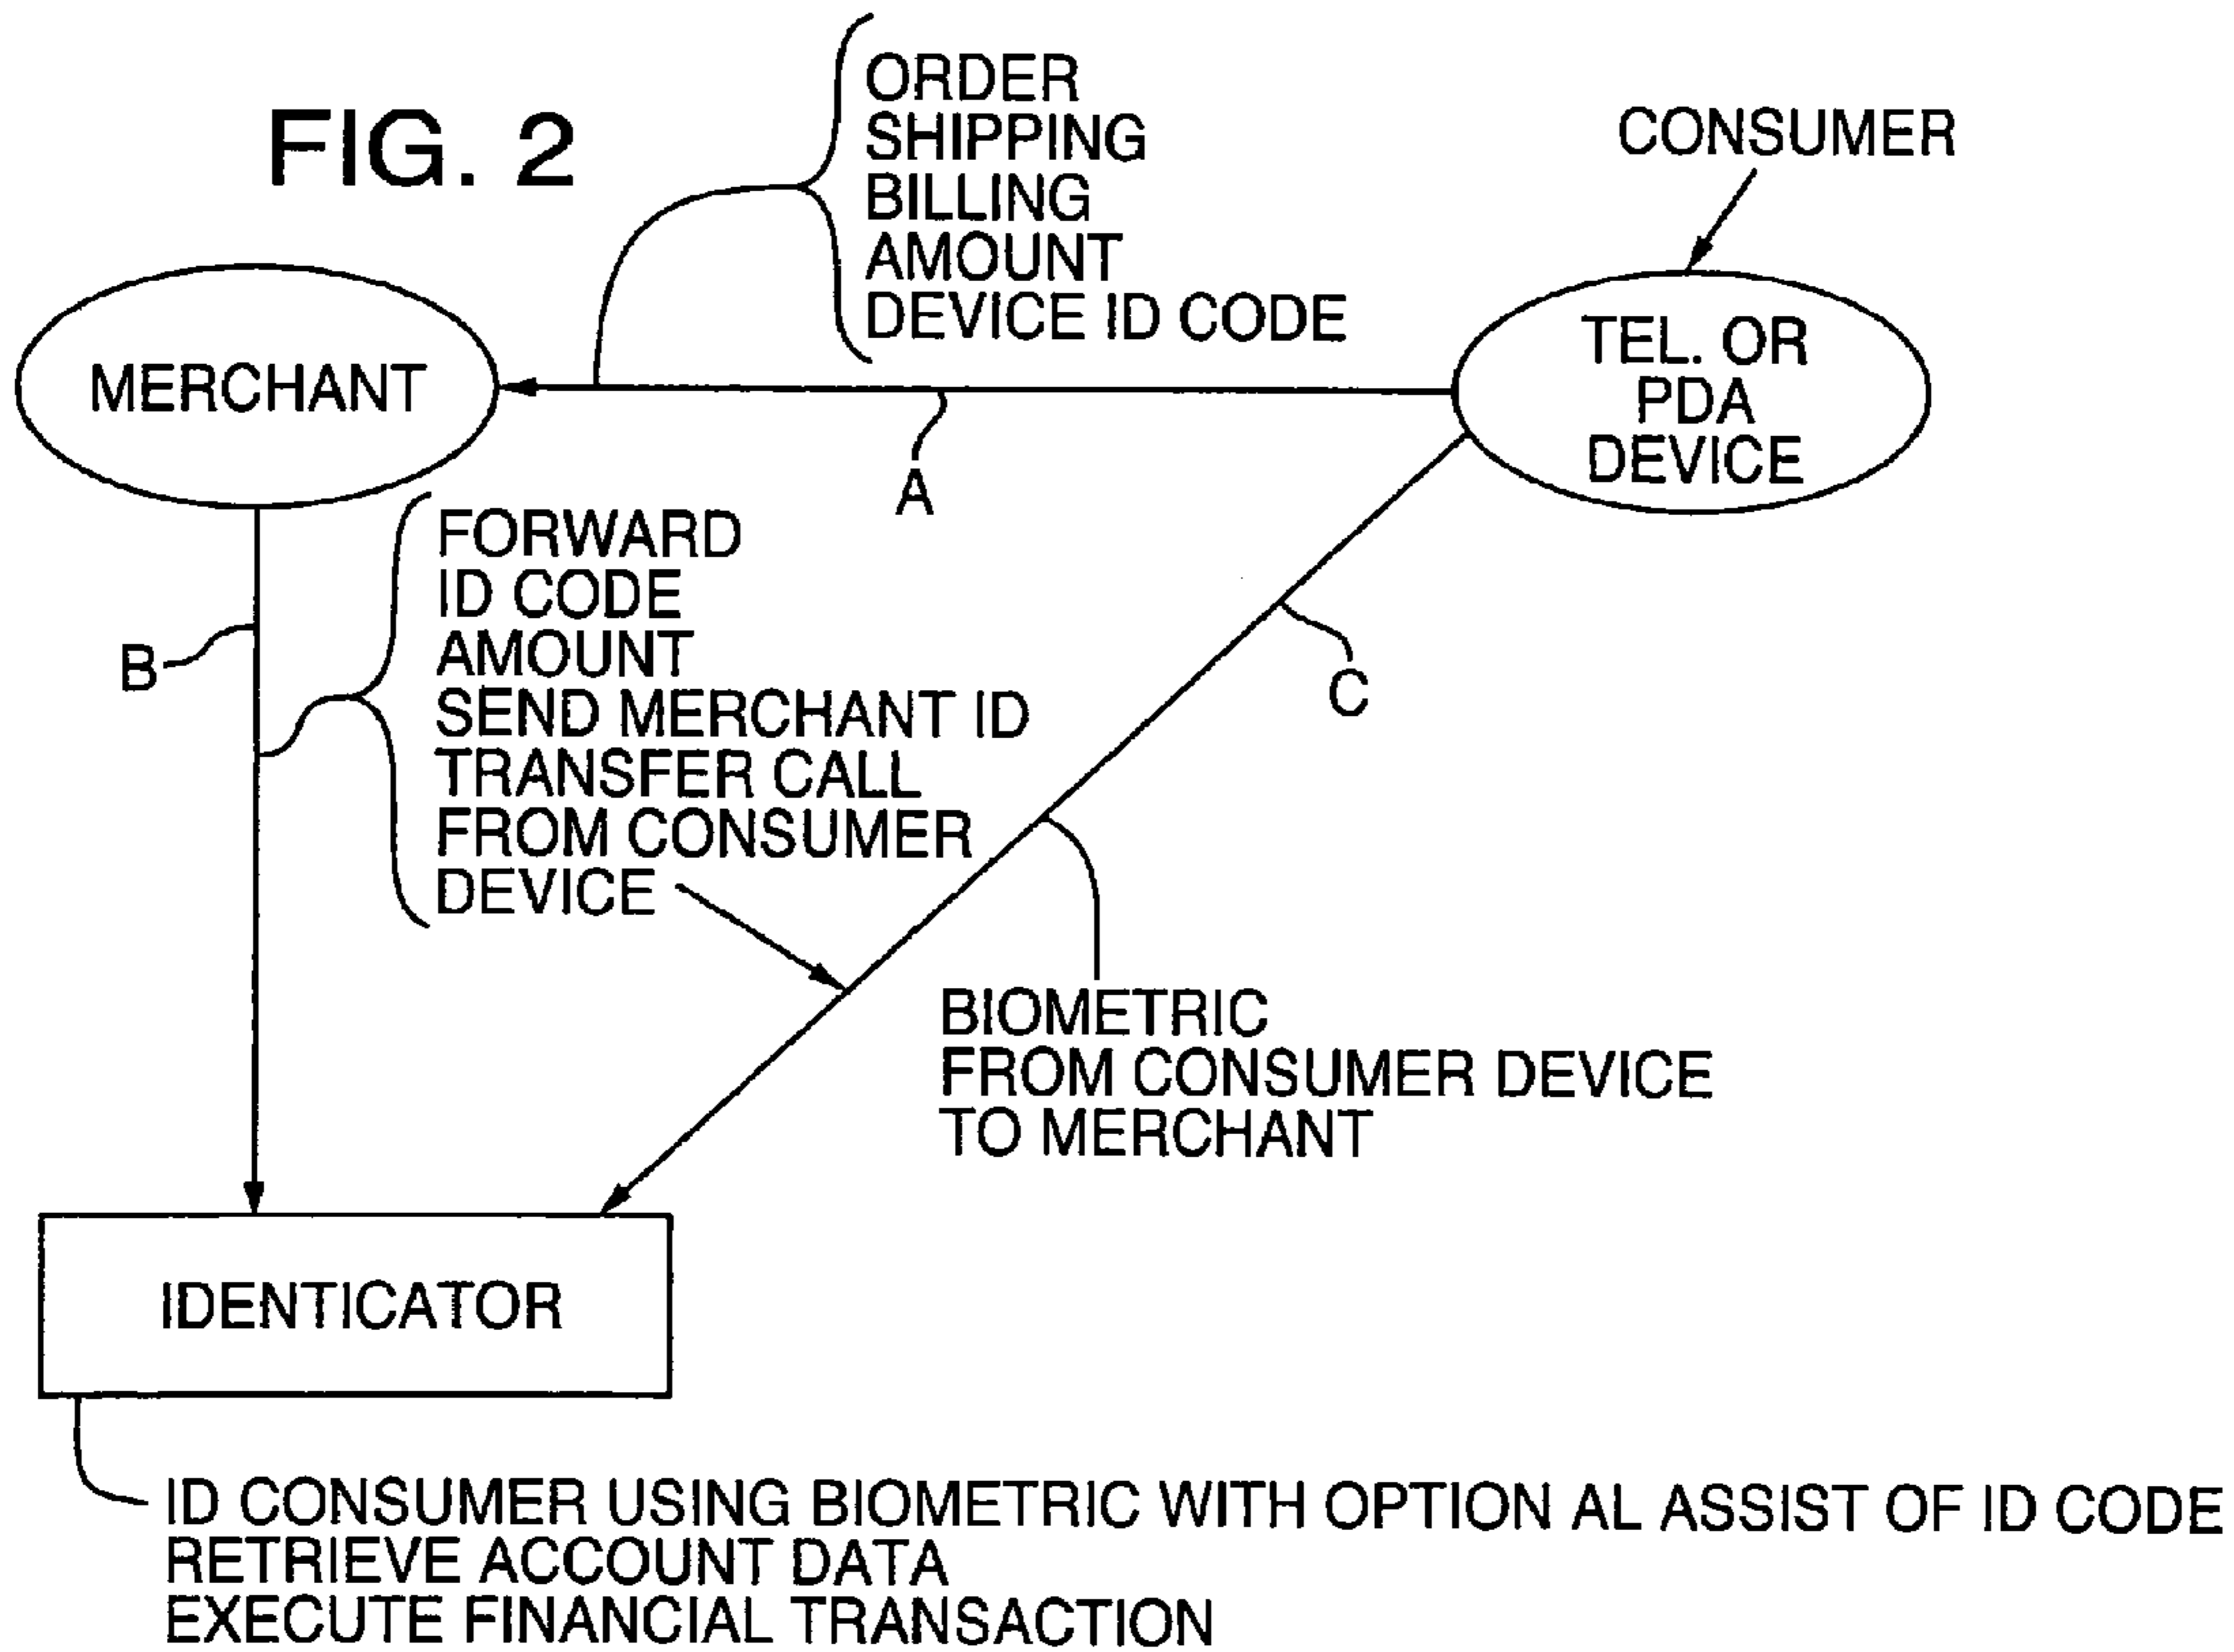 FIG. 2
ORDER
SHIPPING
BILLING
AMOUNT
DEVICE ID CODE
CONSUMER
MERCHANT
TEL. OR
PDA
DEVICE
A
FORWARD
ID CODE
AMOUNT
SEND MERCHANT ID
TRANSFER CALL
FROM CONSUMER
DEVICE
B
C
BIOMETRIC
FROM CONSUMER DEVICE
TO MERCHANT
IDENTICATOR
ID CONSUMER USING BIOMETRIC WITH OPTION AL ASSIST OF ID CODE
RETRIEVE ACCOUNT DATA
EXECUTE FINANCIAL TRANSACTION